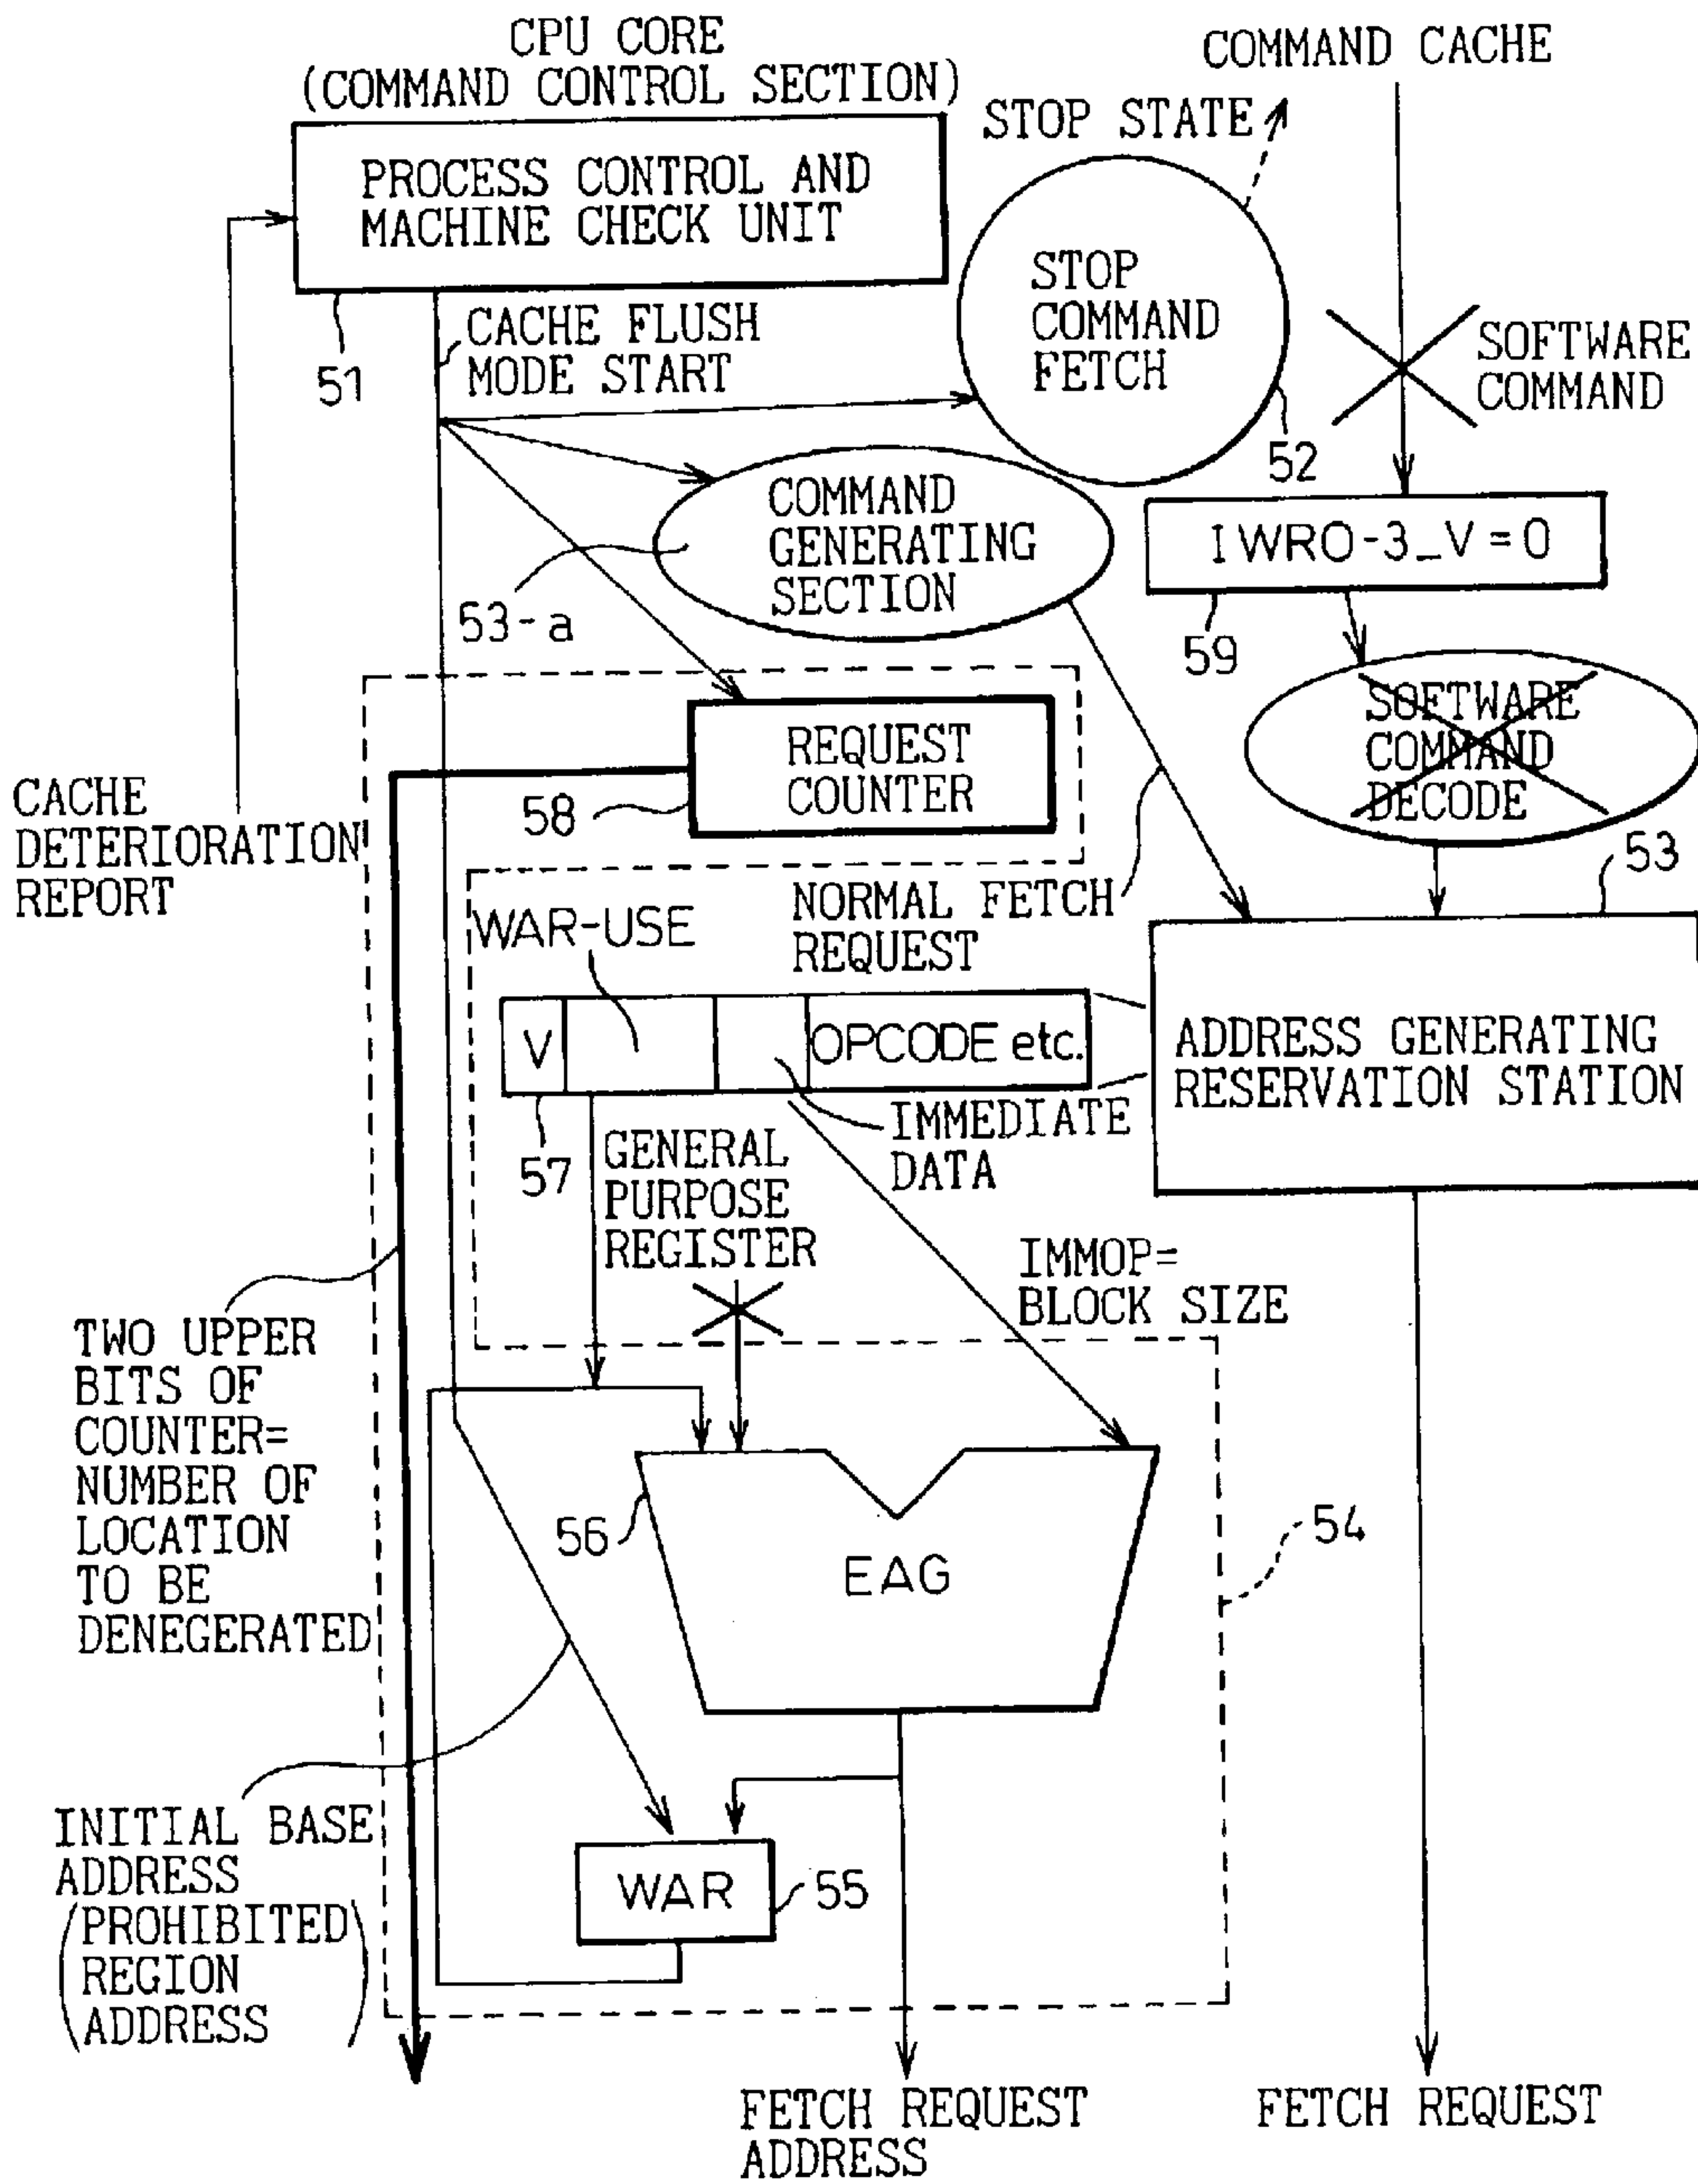 CPU CORE
(COMMAND CONTROL SECTION)
COMMAND CACHE
STOP STATE
PROCESS CONTROL AND
MACHINE CHECK UNIT
51
CACHE FLUSH
MODE START
STOP
COMMAND
FETCH
52
SOFTWARE
COMMAND
COMMAND
GENERATING
SECTION
53-a
IWRO-3_V=0
59
SOFTWARE
COMMAND
DECODE
53
REQUEST
COUNTER
58
CACHE
DETERIORATION
REPORT
NORMAL FETCH
REQUEST
WAR-USE
V
OPCODE etc.
57
IMMEDIATE
DATA
ADDRESS GENERATING
RESERVATION STATION
GENERAL
PURPOSE
REGISTER
IMMOP=
BLOCK SIZE
TWO UPPER
BITS OF
COUNTER=
NUMBER OF
LOCATION
TO BE
DENEGERATED
56
EAG
54
INITIAL BASE
ADDRESS
(PROHIBITED
REGION
ADDRESS)
WAR
55
FETCH REQUEST
ADDRESS
FETCH REQUEST